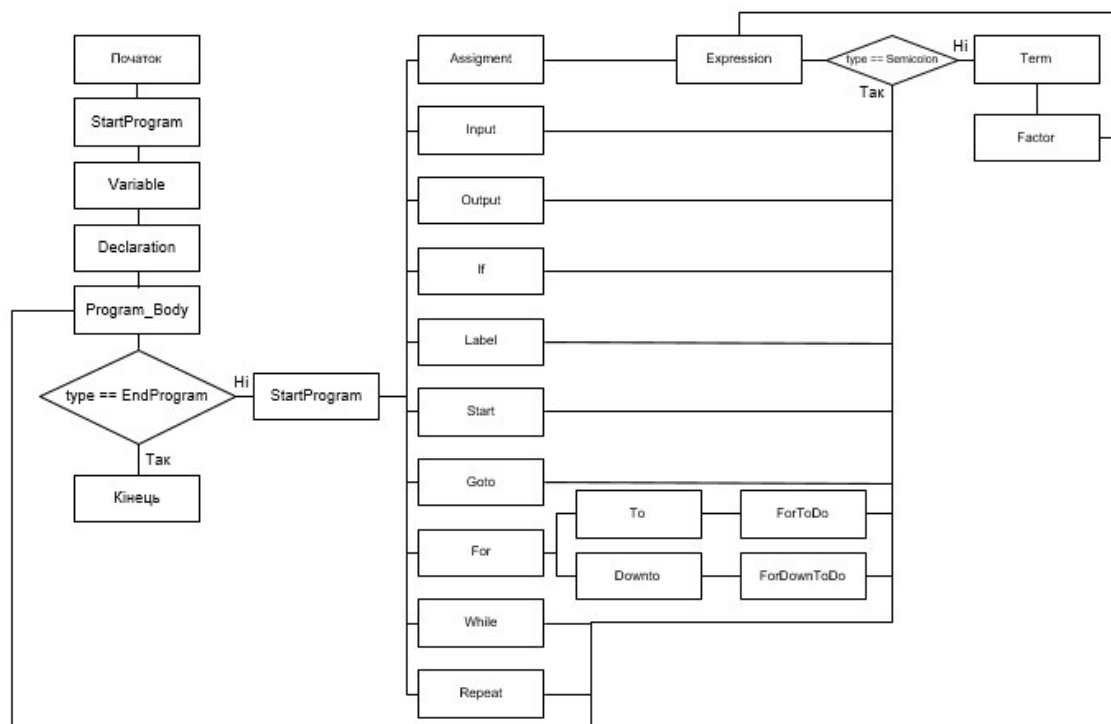 Початок
StartProgram
Variable
Declaration
Program_Body
type == EndProgram
Ні
Так
Кінець
StartProgram
Assigment
Expression
type == Semicolon
Ні
Так
Term
Factor
Input
Output
If
Label
Start
Goto
For
To
ForToDo
Downto
ForDownToDo
While
Repeat